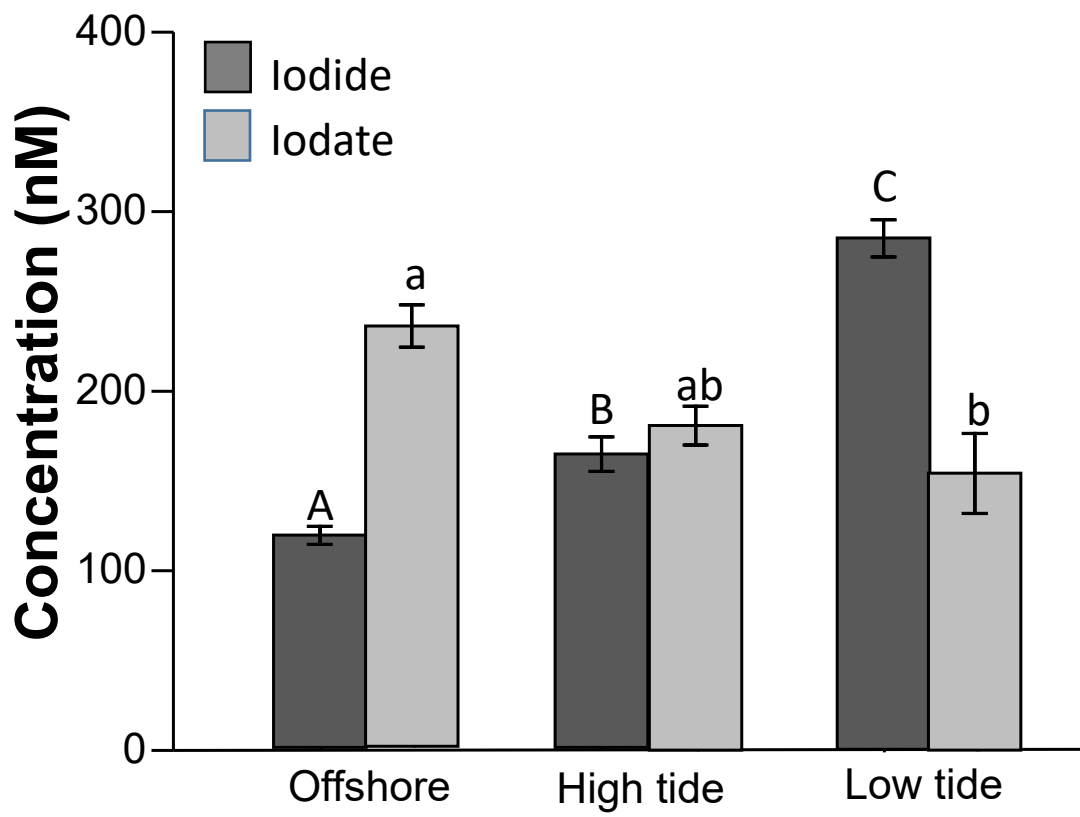 Concentration (nM)
400
300
200
100
0
Iodide
Iodate
A
a
B
ab
C
b
Offshore
High tide
Low tide